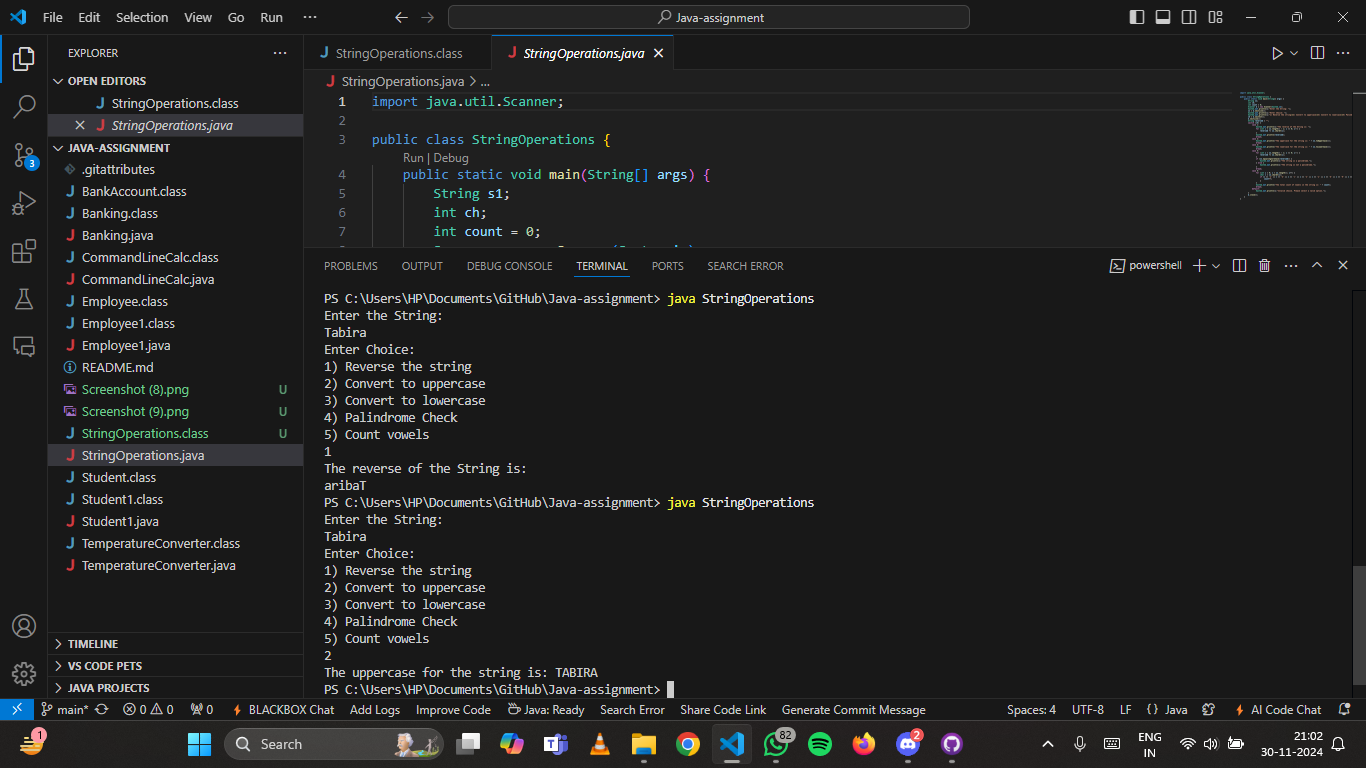 File Edit Selection View Go Run ···
Java-assignment
EXPLORER ···
OPEN EDITORS
StringOperations.class
StringOperations.java
JAVA-ASSIGNMENT
.gitattributes
BankAccount.class
Banking.class
Banking.java
CommandLineCalc.class
CommandLineCalc.java
Employee.class
Employee1.class
Employee1.java
README.md
Screenshot (8).png U
Screenshot (9).png U
StringOperations.class U
StringOperations.java
Student.class
Student1.class
Student1.java
TemperatureConverter.class
TemperatureConverter.java
TIMELINE
VS CODE PETS
JAVA PROJECTS
3
StringOperations.class
StringOperations.java
StringOperations.java > ...
1 import java.util.Scanner;
2
3 public class StringOperations {
Run | Debug
4 public static void main(String[] args) {
5 String s1;
6 int ch;
7 int count = 0;
PROBLEMS OUTPUT DEBUG CONSOLE TERMINAL PORTS SEARCH ERROR
powershell
PS C:\Users\HP\Documents\GitHub\Java-assignment> java StringOperations
Enter the String:
Tabira
Enter Choice:
1) Reverse the string
2) Convert to uppercase
3) Convert to lowercase
4) Palindrome Check
5) Count vowels
1
The reverse of the String is:
aribaT
PS C:\Users\HP\Documents\GitHub\Java-assignment> java StringOperations
Enter the String:
Tabira
Enter Choice:
1) Reverse the string
2) Convert to uppercase
3) Convert to lowercase
4) Palindrome Check
5) Count vowels
2
The uppercase for the string is: TABIRA
PS C:\Users\HP\Documents\GitHub\Java-assignment>
main* 0 0 0 BLACKBOX Chat Add Logs Improve Code Java: Ready Search Error Share Code Link Generate Commit Message Spaces: 4 UTF-8 LF {} Java AI Code Chat
1 Search 82 2 ENG IN 21:02
30-11-2024